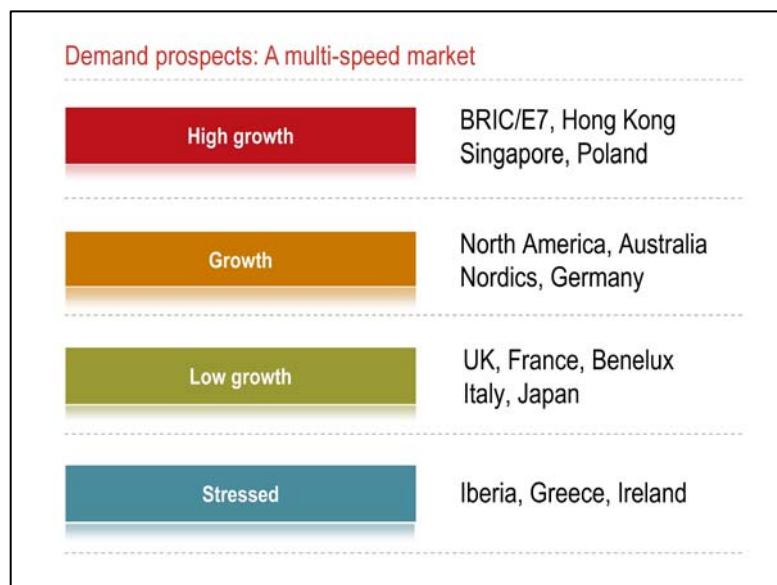 Demand prospects: A multi-speed market
High growth
BRIC/E7, Hong Kong
Singapore, Poland
Growth
North America, Australia
Nordics, Germany
Low growth
UK, France, Benelux
Italy, Japan
Stressed
Iberia, Greece, Ireland